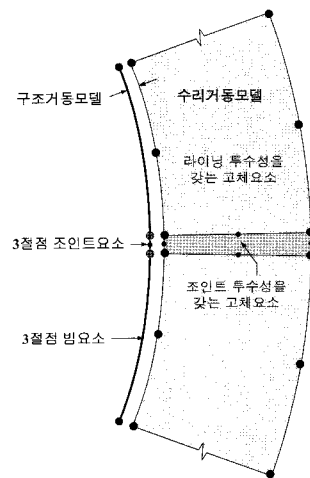 구조거동모델
수리거동모델
라이닝 투수성을
갖는 고체요소
3절점 조인트요소
조인트 투수성을
갖는 고체요소
3절점 빔요소